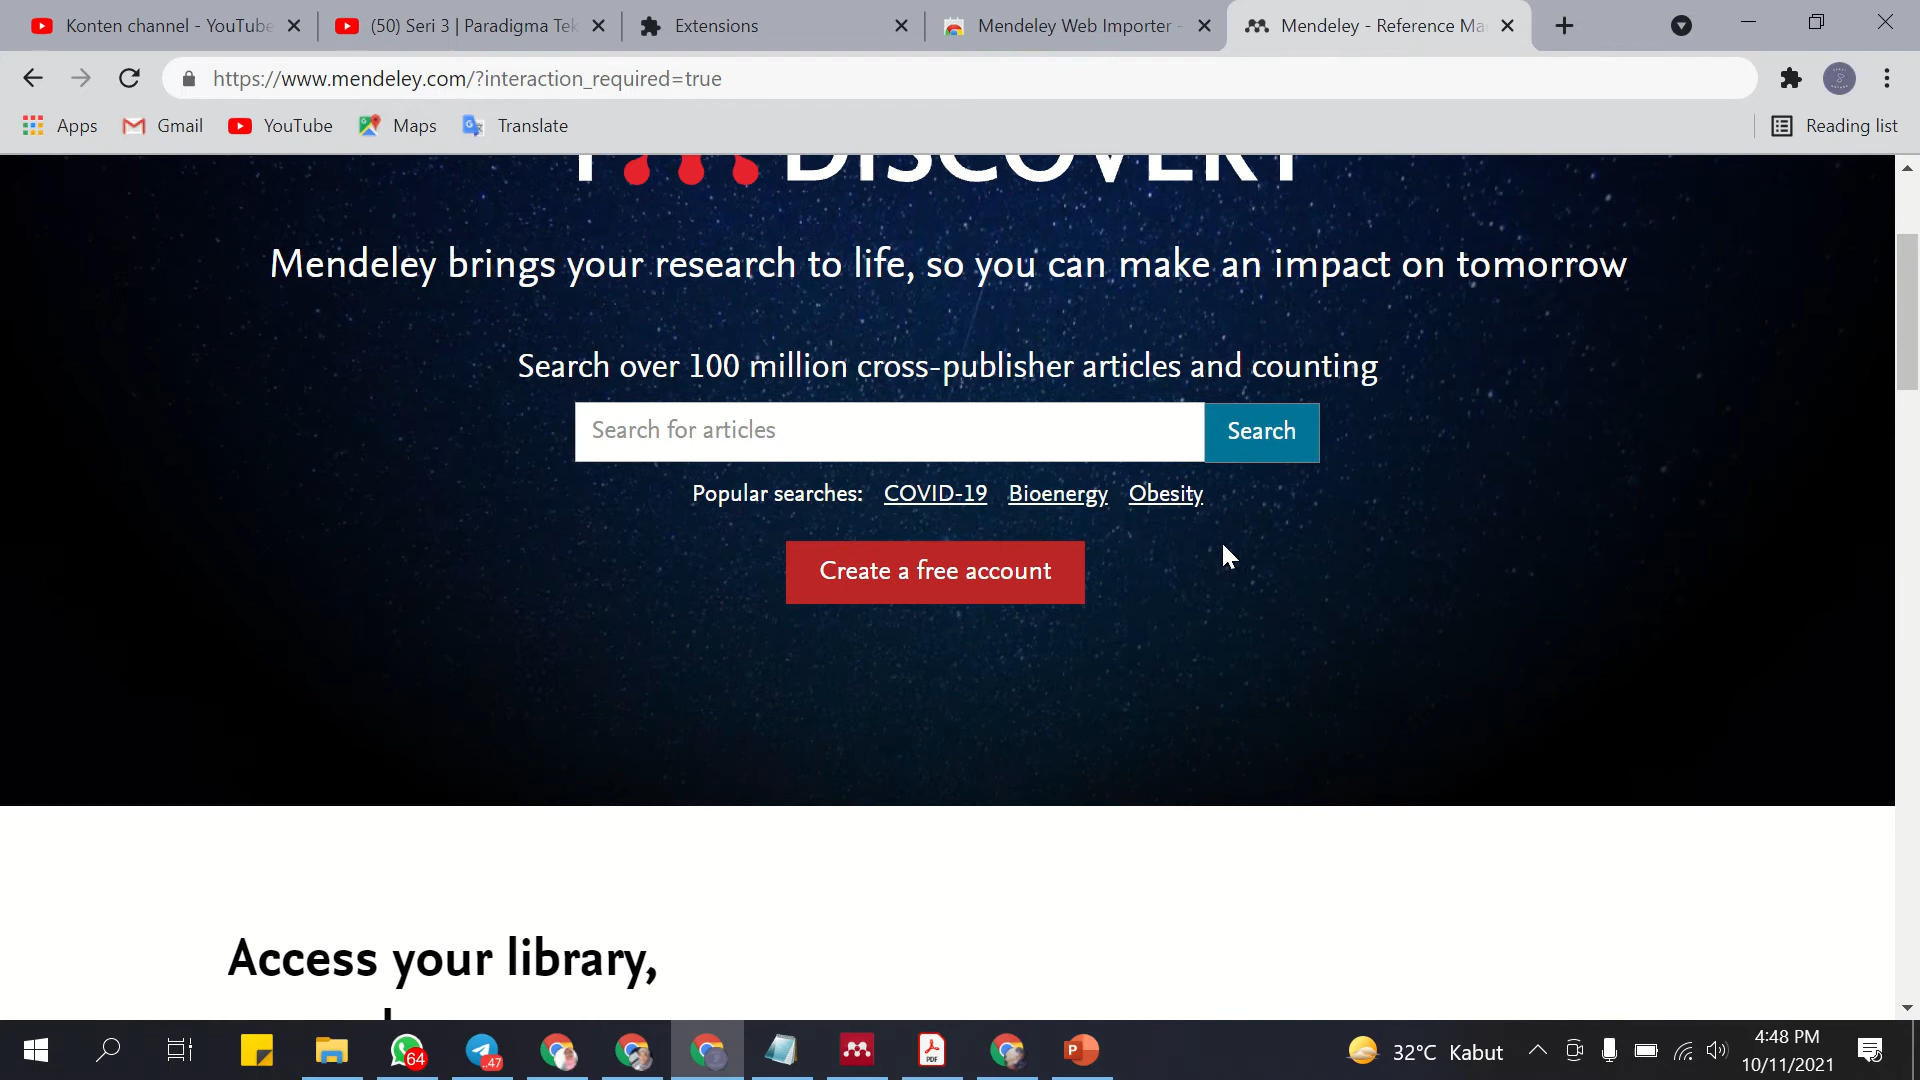 Konten channel - YouTube
(50) Seri 3 | Paradigma Tek
Extensions
Mendeley Web Importer -
Mendeley - Reference Ma
https://www.mendeley.com/?interaction_required=true
Apps
Gmail
YouTube
Maps
Translate
Reading list
DISCOVERY
Mendeley brings your research to life, so you can make an impact on tomorrow
Search over 100 million cross-publisher articles and counting
Search for articles
Search
Popular searches: COVID-19 Bioenergy Obesity
Create a free account
Access your library,
64
..47
32°C Kabut
4:48 PM
10/11/2021